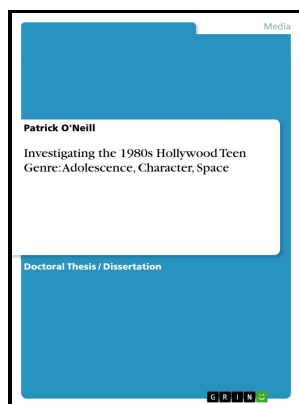 Media
Patrick O'Neill
Investigating the 1980s Hollywood Teen
Genre: Adolescence, Character, Space
Doctoral Thesis / Dissertation
GRIN